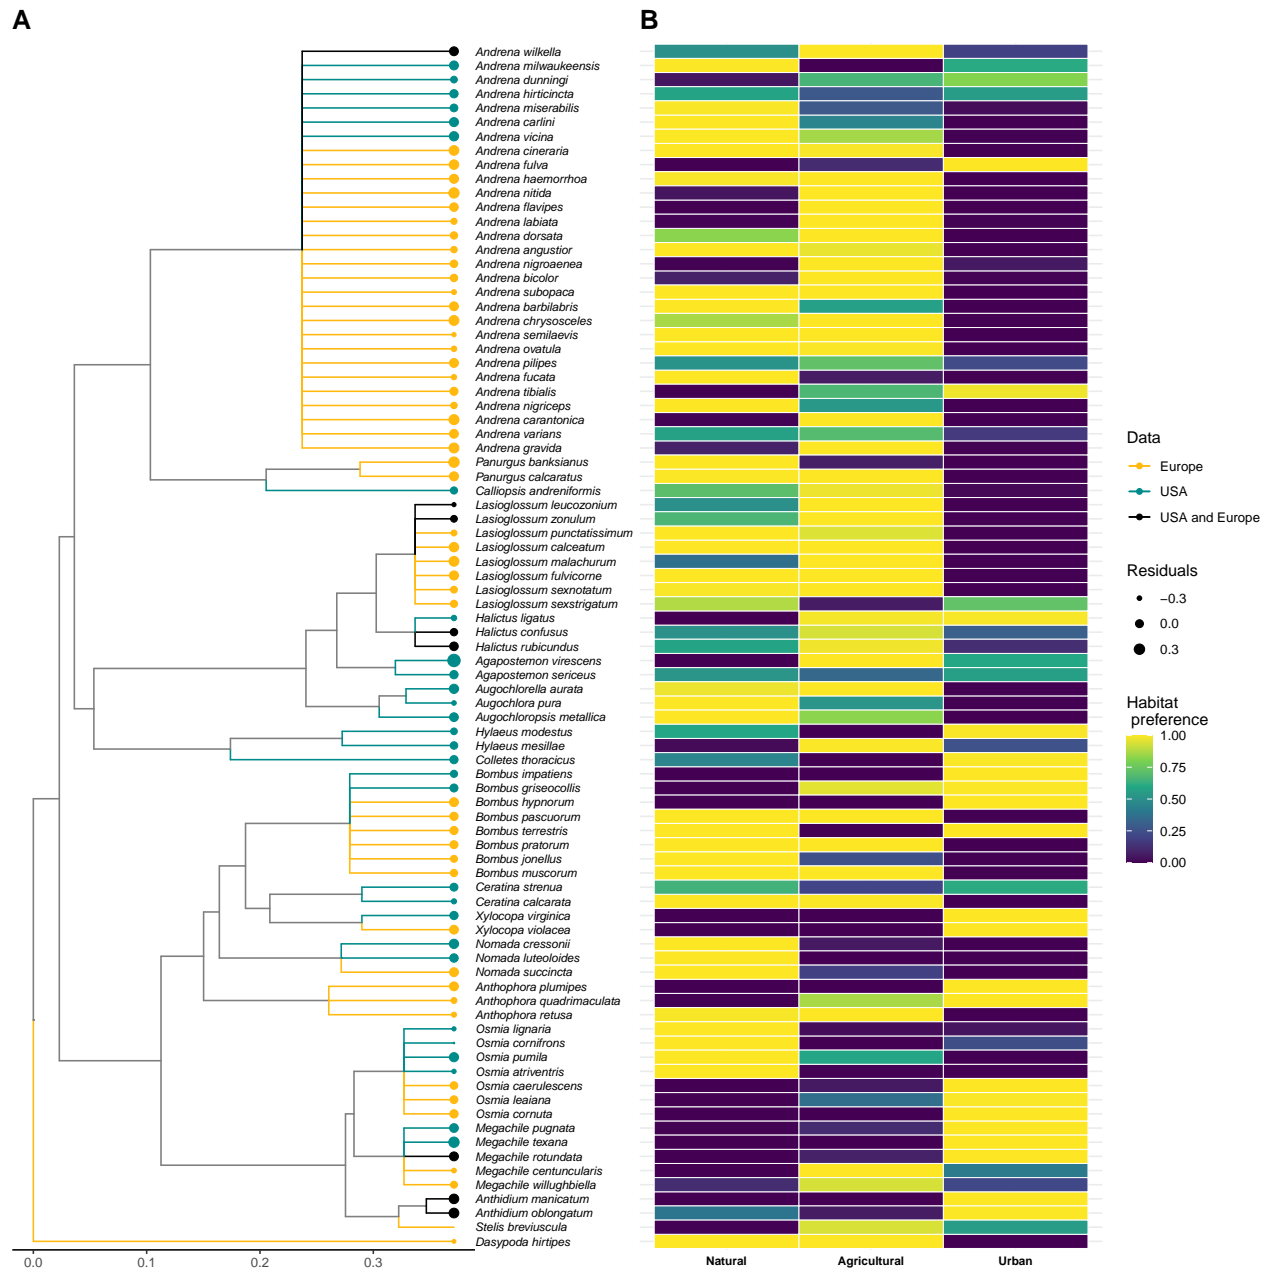 A
B
Andrena wilkella
Andrena milwaukeensis
Andrena dunningi
Andrena hirticincta
Andrena miserabilis
Andrena carlini
Andrena vicina
Andrena cineraria
Andrena fulva
Andrena haemorrhoa
Andrena nitida
Andrena flavipes
Andrena labiata
Andrena dorsata
Andrena angustior
Andrena nigroaenea
Andrena bicolor
Andrena subopaca
Andrena barbilabris
Andrena chrysosceles
Andrena semilaevis
Andrena ovatula
Andrena pilipes
Andrena fucata
Andrena tibialis
Andrena nigriceps
Andrena carantonica
Andrena varians
Andrena gravida
Panurgus banksianus
Panurgus calcaratus
Calliopsis andreniformis
Lasioglossum leucozonium
Lasioglossum zonulum
Lasioglossum punctatissimum
Lasioglossum calceatum
Lasioglossum malachurum
Lasioglossum fulvicorne
Lasioglossum sexnotatum
Lasioglossum sexstrigatum
Halictus ligatus
Halictus confusus
Halictus rubicundus
Agapostemon virescens
Agapostemon sericeus
Augochlorella aurata
Augochlora pura
Augochloropsis metallica
Hylaeus modestus
Hylaeus mesillae
Colletes thoracicus
Bombus impatiens
Bombus griseocollis
Bombus hypnorum
Bombus pascuorum
Bombus terrestris
Bombus pratorum
Bombus jonellus
Bombus muscorum
Ceratina strenua
Ceratina calcarata
Xylocopa virginica
Xylocopa violacea
Nomada cressonii
Nomada luteoloides
Nomada succincta
Anthophora plumipes
Anthophora quadrimaculata
Anthophora retusa
Osmia lignaria
Osmia cornifrons
Osmia pumila
Osmia atriventris
Osmia caerulescens
Osmia leaiana
Osmia cornuta
Megachile pugnata
Megachile texana
Megachile rotundata
Megachile centuncularis
Megachile willughbiella
Anthidium manicatum
Anthidium oblongatum
Stelis breviuscula
Dasypoda hirtipes
0.0 0.1 0.2 0.3
Natural Agricultural Urban
Data
Europe
USA
USA and Europe
Residuals
−0.3
0.0
0.3
Habitat
preference
1.00
0.75
0.50
0.25
0.00